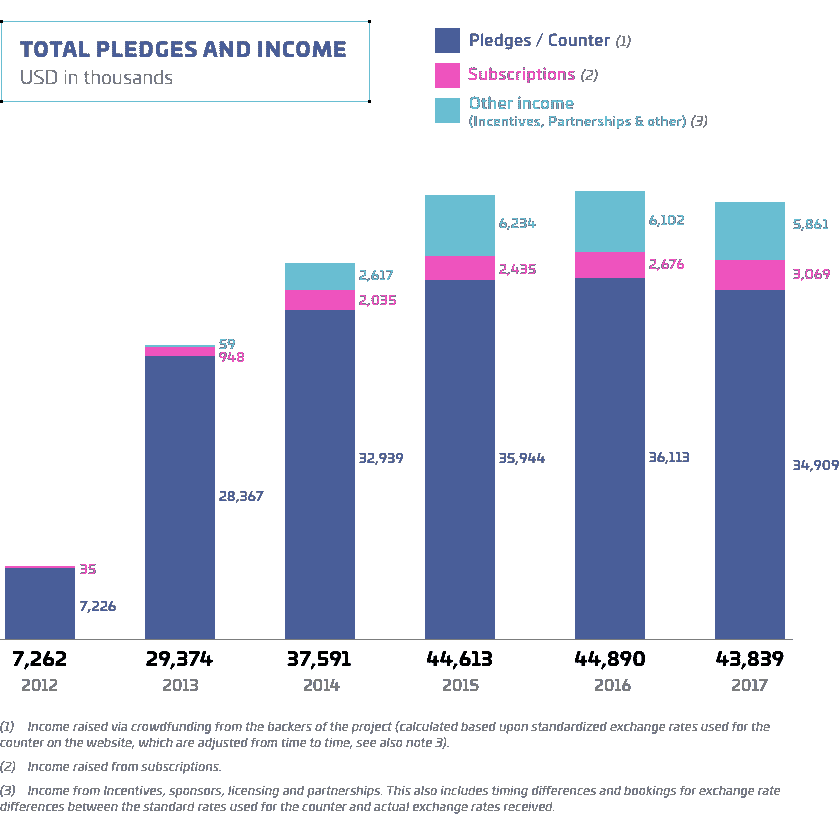 TOTAL PLEDGES AND INCOME
USD in thousands
Pledges / Counter (1)
Subscriptions (2)
Other income
(Incentives, Partnerships & other) (3)
35
7,226
59
948
28,367
2,617
2,035
32,939
6,234
2,435
35,944
6,102
2,676
36,113
5,861
3,069
34,909
7,262 29,374 37,591 44,613 44,890 43,839
2012 2013 2014 2015 2016 2017
(1) Income raised via crowdfunding from the backers of the project (calculated based upon standardized exchange rates used for the
counter on the website, which are adjusted from time to time, see also note 3).
(2) Income raised from subscriptions.
(3) Income from Incentives, sponsors, licensing and partnerships. This also includes timing differences and bookings for exchange rate
differences between the standard rates used for the counter and actual exchange rates received.